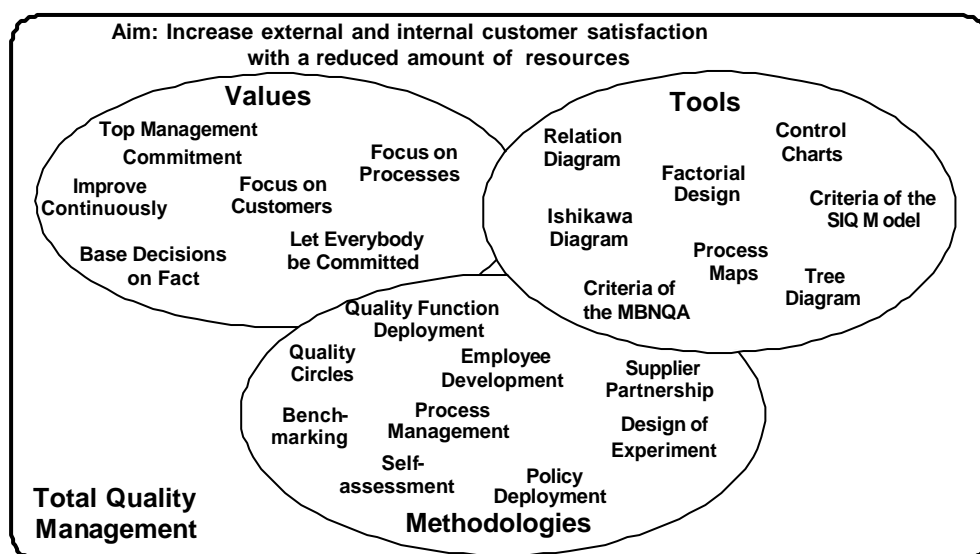 Aim: Increase external and internal customer satisfaction
with a reduced amount of resources
Values
Top Management
Commitment
Focus on
Processes
Improve
Continuously
Focus on
Customers
Base Decisions
on Fact
Let Everybody
be Committed
Tools
Relation
Diagram
Control
Charts
Factorial
Design
Criteria of the
SIQ Model
Ishikawa
Diagram
Process
Maps
Tree
Diagram
Criteria of
the MBNQA
Quality Function
Deployment
Quality
Circles
Employee
Development
Supplier
Partnership
Bench-
marking
Process
Management
Design of
Experiment
Self-
assessment
Policy
Deployment
Methodologies
Total Quality
Management